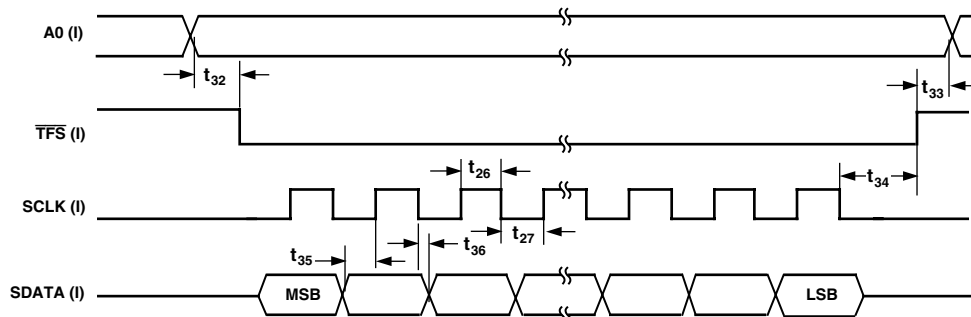 A0 (I)
t32
t33
TFS (I)
t26
t34
SCLK (I)
t27
t35
t36
SDATA (I)
MSB
LSB